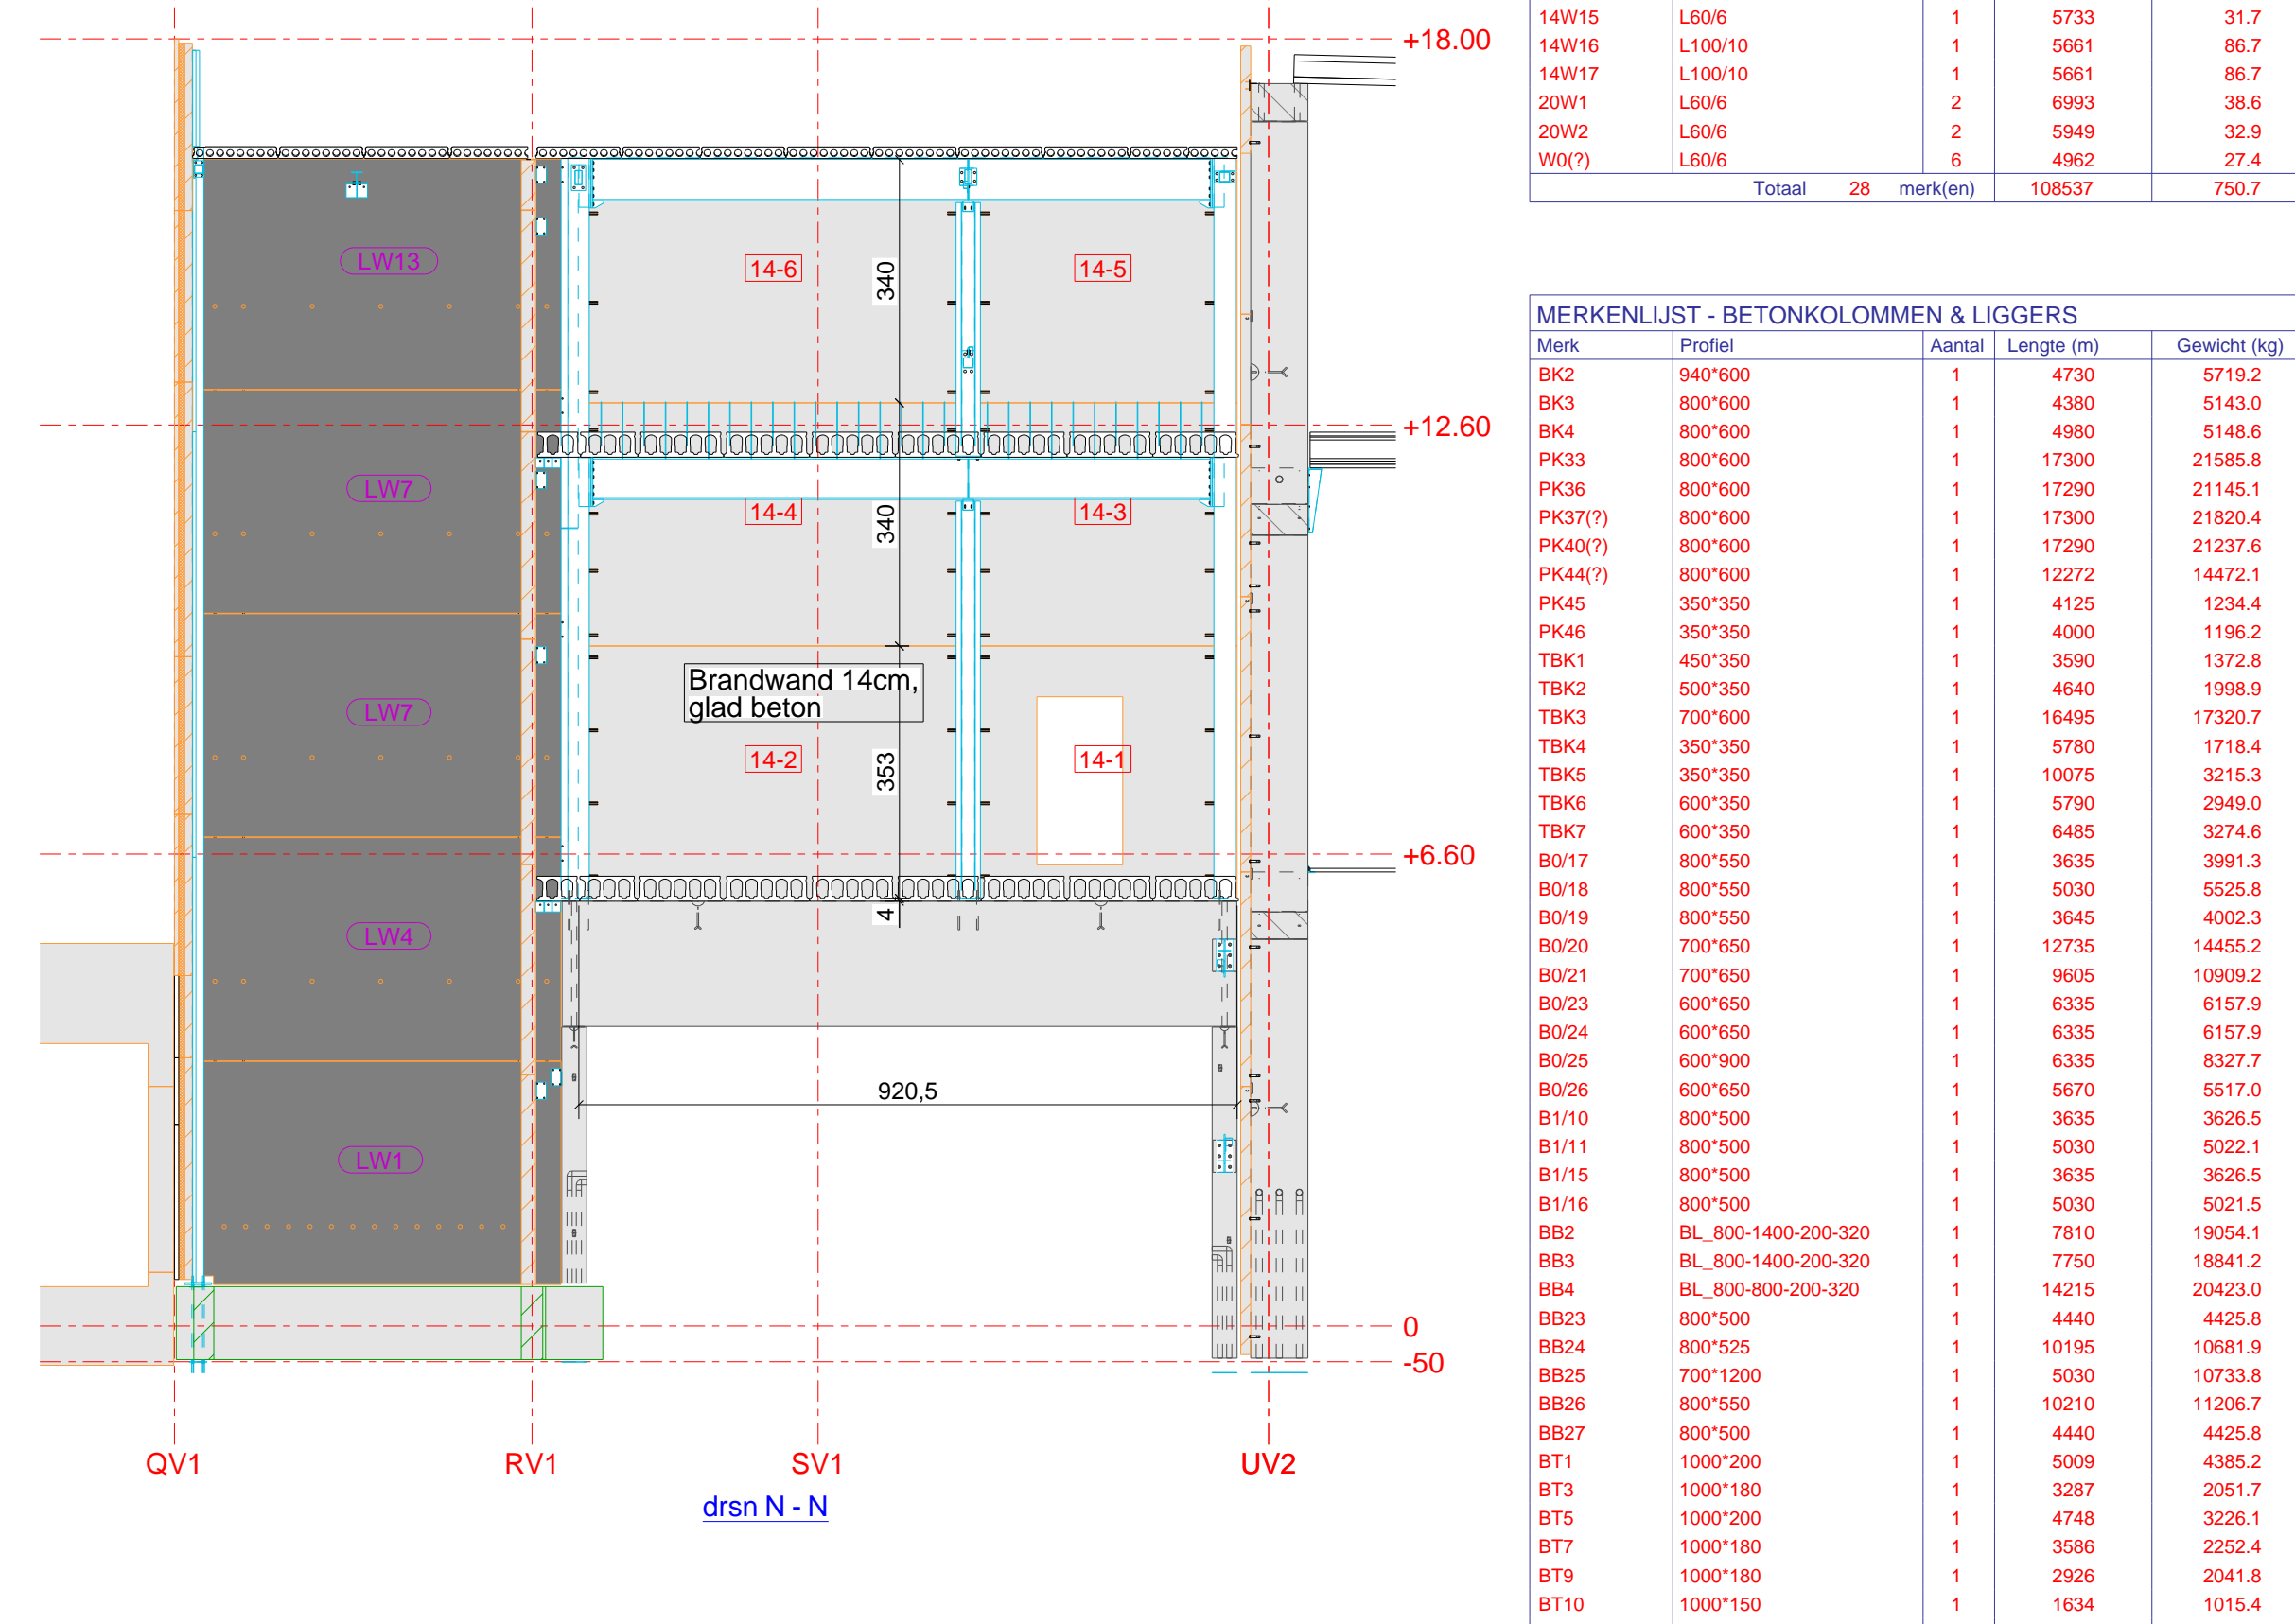 +18.00
LW13
14-6
340
14-5
+12.60
LW7
14-4
340
14-3
Brandwand 14cm,
glad beton
LW7
14-2
353
14-1
+6.60
4
LW4
920,5
LW1
0
-50
QV1 RV1 SV1 UV2
drsn N - N
14W15 L60/6 1 5733 31.7
14W16 L100/10 1 5661 86.7
14W17 L100/10 1 5661 86.7
20W1 L60/6 2 6993 38.6
20W2 L60/6 2 5949 32.9
W0(?) L60/6 6 4962 27.4
Totaal 28 merk(en) 108537 750.7
MERKENLIJST - BETONKOLOMMEN & LIGGERS
Merk Profiel Aantal Lengte (m) Gewicht (kg)
BK2 940*600 1 4730 5719.2
BK3 800*600 1 4380 5143.0
BK4 800*600 1 4980 5148.6
PK33 800*600 1 17300 21585.8
PK36 800*600 1 17290 21145.1
PK37(?) 800*600 1 17300 21820.4
PK40(?) 800*600 1 17290 21237.6
PK44(?) 800*600 1 12272 14472.1
PK45 350*350 1 4125 1234.4
PK46 350*350 1 4000 1196.2
TBK1 450*350 1 3590 1372.8
TBK2 500*350 1 4640 1998.9
TBK3 700*600 1 16495 17320.7
TBK4 350*350 1 5780 1718.4
TBK5 350*350 1 10075 3215.3
TBK6 600*350 1 5790 2949.0
TBK7 600*350 1 6485 3274.6
B0/17 800*550 1 3635 3991.3
B0/18 800*550 1 5030 5525.8
B0/19 800*550 1 3645 4002.3
B0/20 700*650 1 12735 14455.2
B0/21 700*650 1 9605 10909.2
B0/23 600*650 1 6335 6157.9
B0/24 600*650 1 6335 6157.9
B0/25 600*900 1 6335 8327.7
B0/26 600*650 1 5670 5517.0
B1/10 800*500 1 3635 3626.5
B1/11 800*500 1 5030 5022.1
B1/15 800*500 1 3635 3626.5
B1/16 800*500 1 5030 5021.5
BB2 BL_800-1400-200-320 1 7810 19054.1
BB3 BL_800-1400-200-320 1 7750 18841.2
BB4 BL_800-800-200-320 1 14215 20423.0
BB23 800*500 1 4440 4425.8
BB24 800*525 1 10195 10681.9
BB25 700*1200 1 5030 10733.8
BB26 800*550 1 10210 11206.7
BB27 800*500 1 4440 4425.8
BT1 1000*200 1 5009 4385.2
BT3 1000*180 1 3287 2051.7
BT5 1000*200 1 4748 3226.1
BT7 1000*180 1 3586 2252.4
BT9 1000*180 1 2926 2041.8
BT10 1000*150 1 1634 1015.4